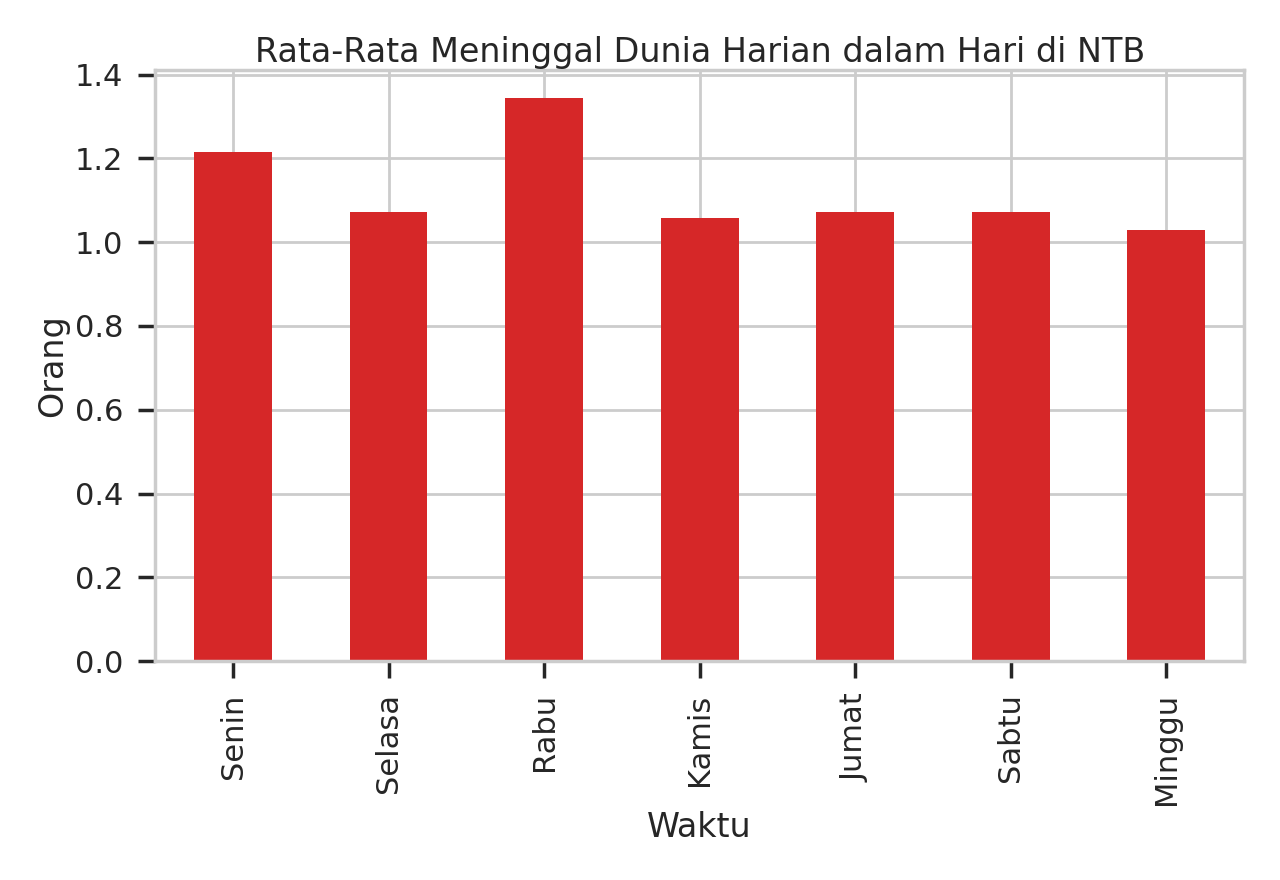 Rata-Rata Meninggal Dunia Harian dalam Hari di NTB
1.4
1.2
1.0
0.8
0.6
0.4
0.2
0.0
Orang
Senin
Selasa
Rabu
Kamis
Jumat
Sabtu
Minggu
Waktu